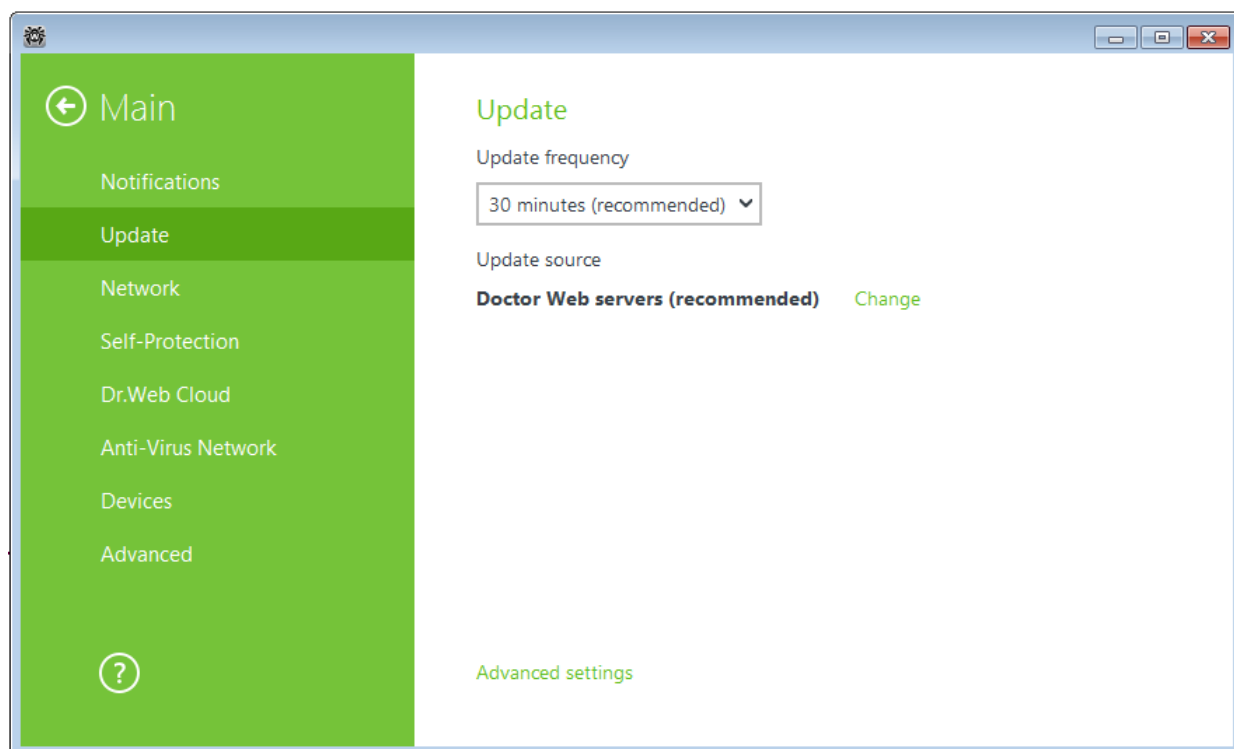 Main
Notifications
Update
Network
Self-Protection
Dr.Web Cloud
Anti-Virus Network
Devices
Advanced
?
Update
Update frequency
30 minutes (recommended)
Update source
Doctor Web servers (recommended) Change
Advanced settings